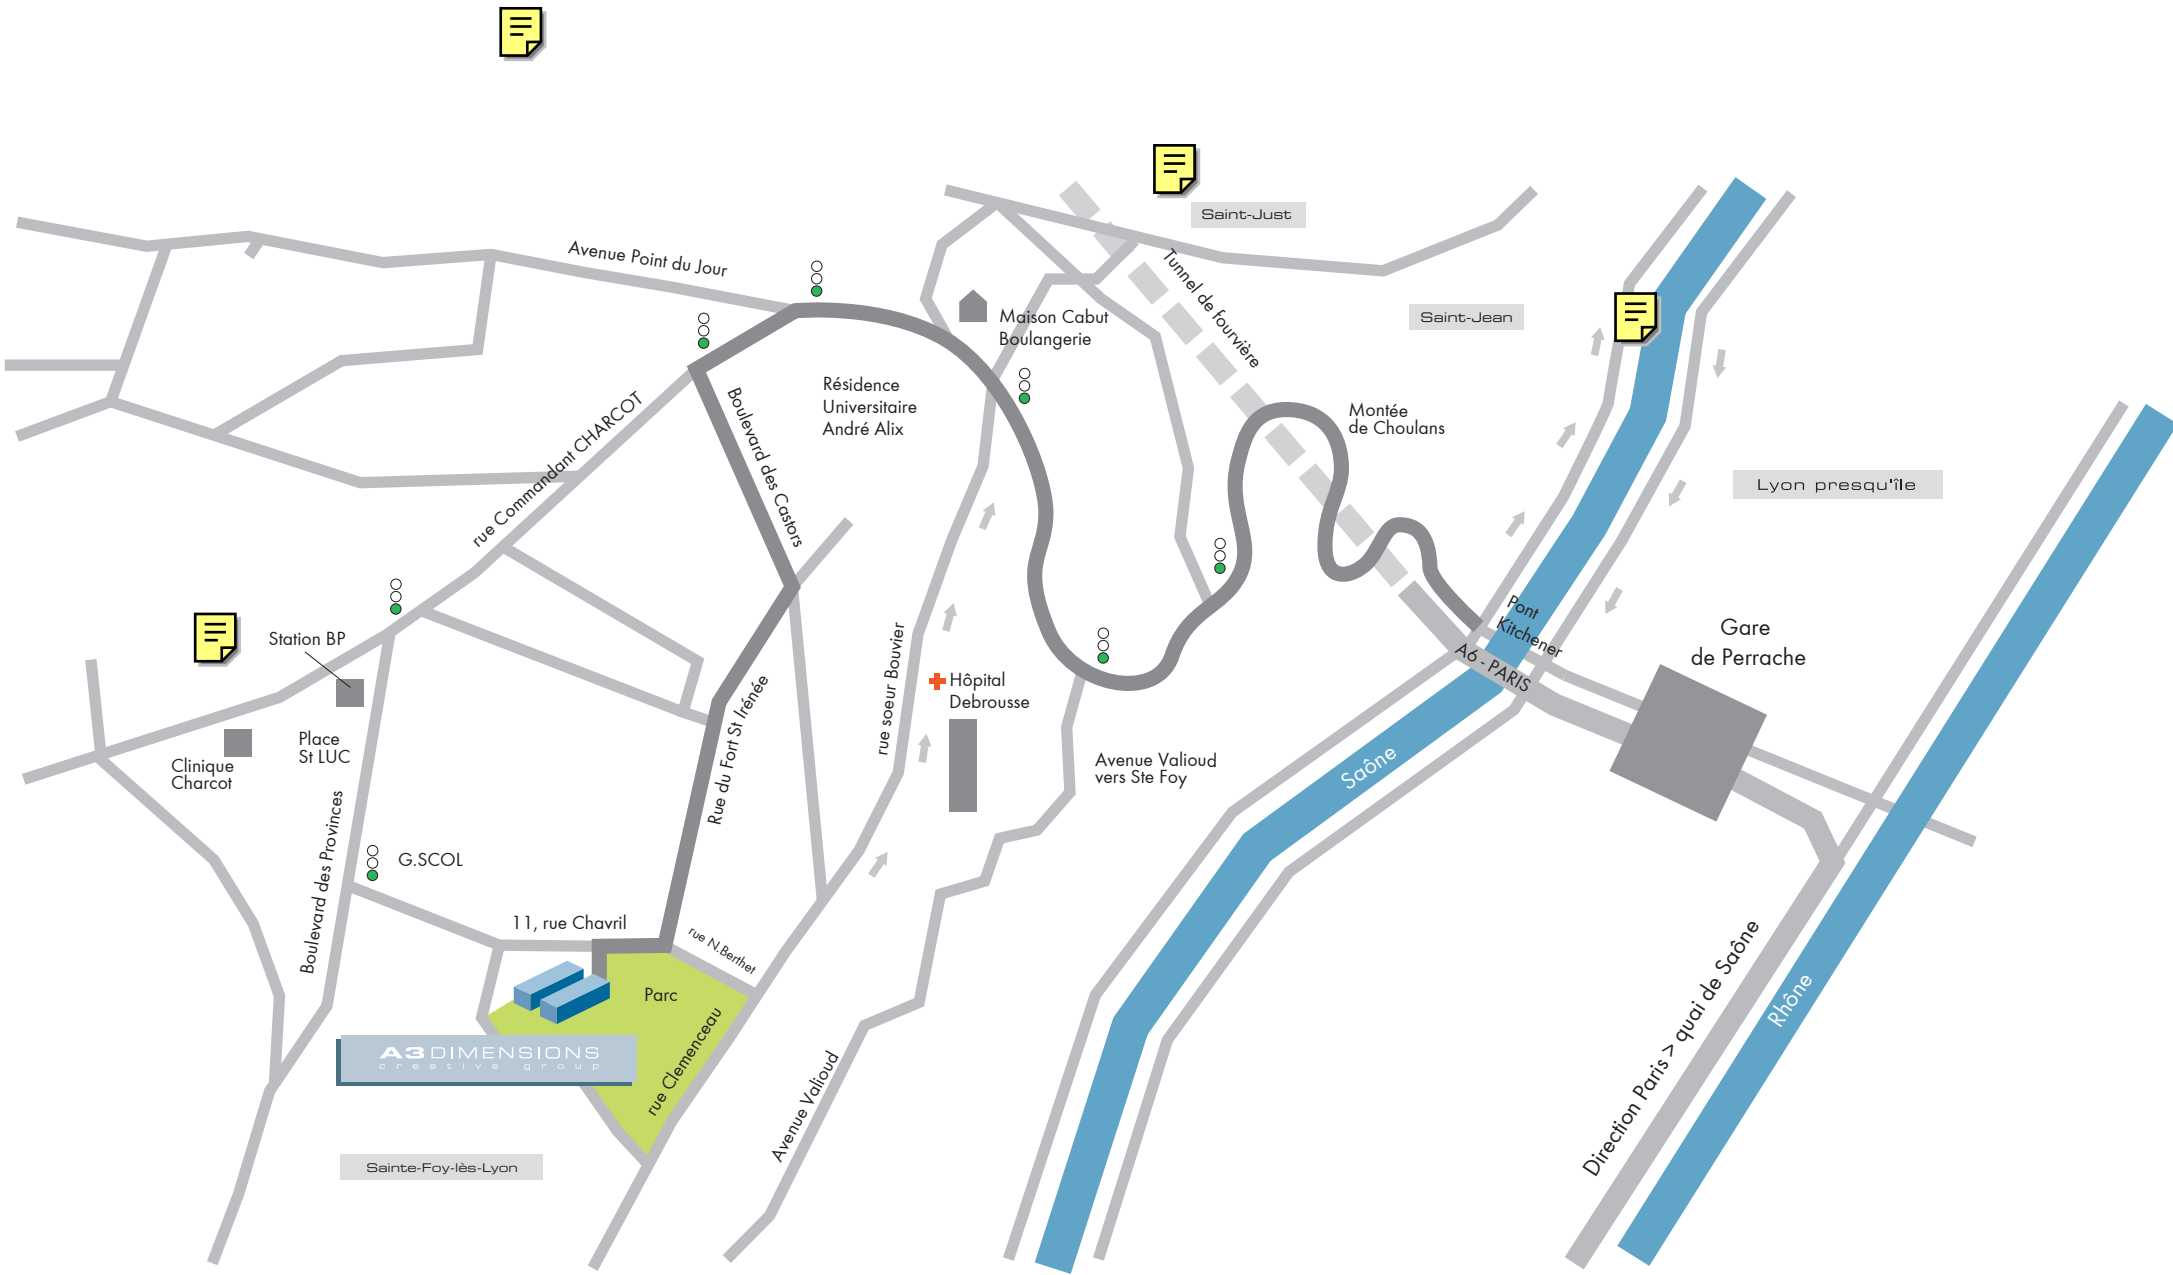 Saint-Just
Avenue Point du Jour
Tunnel de fourvière
Maison Cabut
Boulangerie
Saint-Jean
Résidence
Universitaire
André Alix
Montée
de Choulans
Boulevard des Castors
rue Commandant CHARCOT
Lyon presqu'île
Station BP
Pont
Kitchener
Gare
de Perrache
A6 - PARIS
rue soeur Bouvier
Hôpital
Debrousse
Rue du Fort St Irénée
Place
St LUC
Clinique
Charcot
Avenue Valioud
vers Ste Foy
Saône
Boulevard des Provinces
G.SCOL
11, rue Chavril
rue N.Berthet
Parc
Direction Paris > quai de Saône
Rhône
A3DIMENSIONS
creative group
rue Clemenceau
Avenue Valioud
Sainte-Foy-lès-Lyon